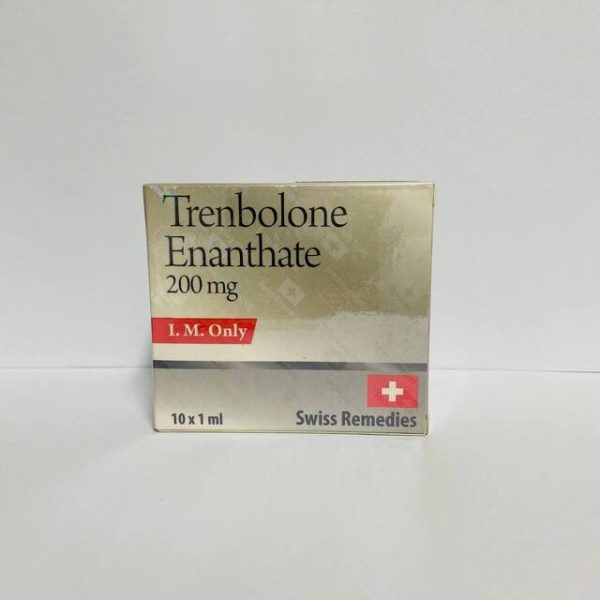 Trenbolone
Enanthate
200 mg
I. M. Only
10 x 1 ml
Swiss Remedies